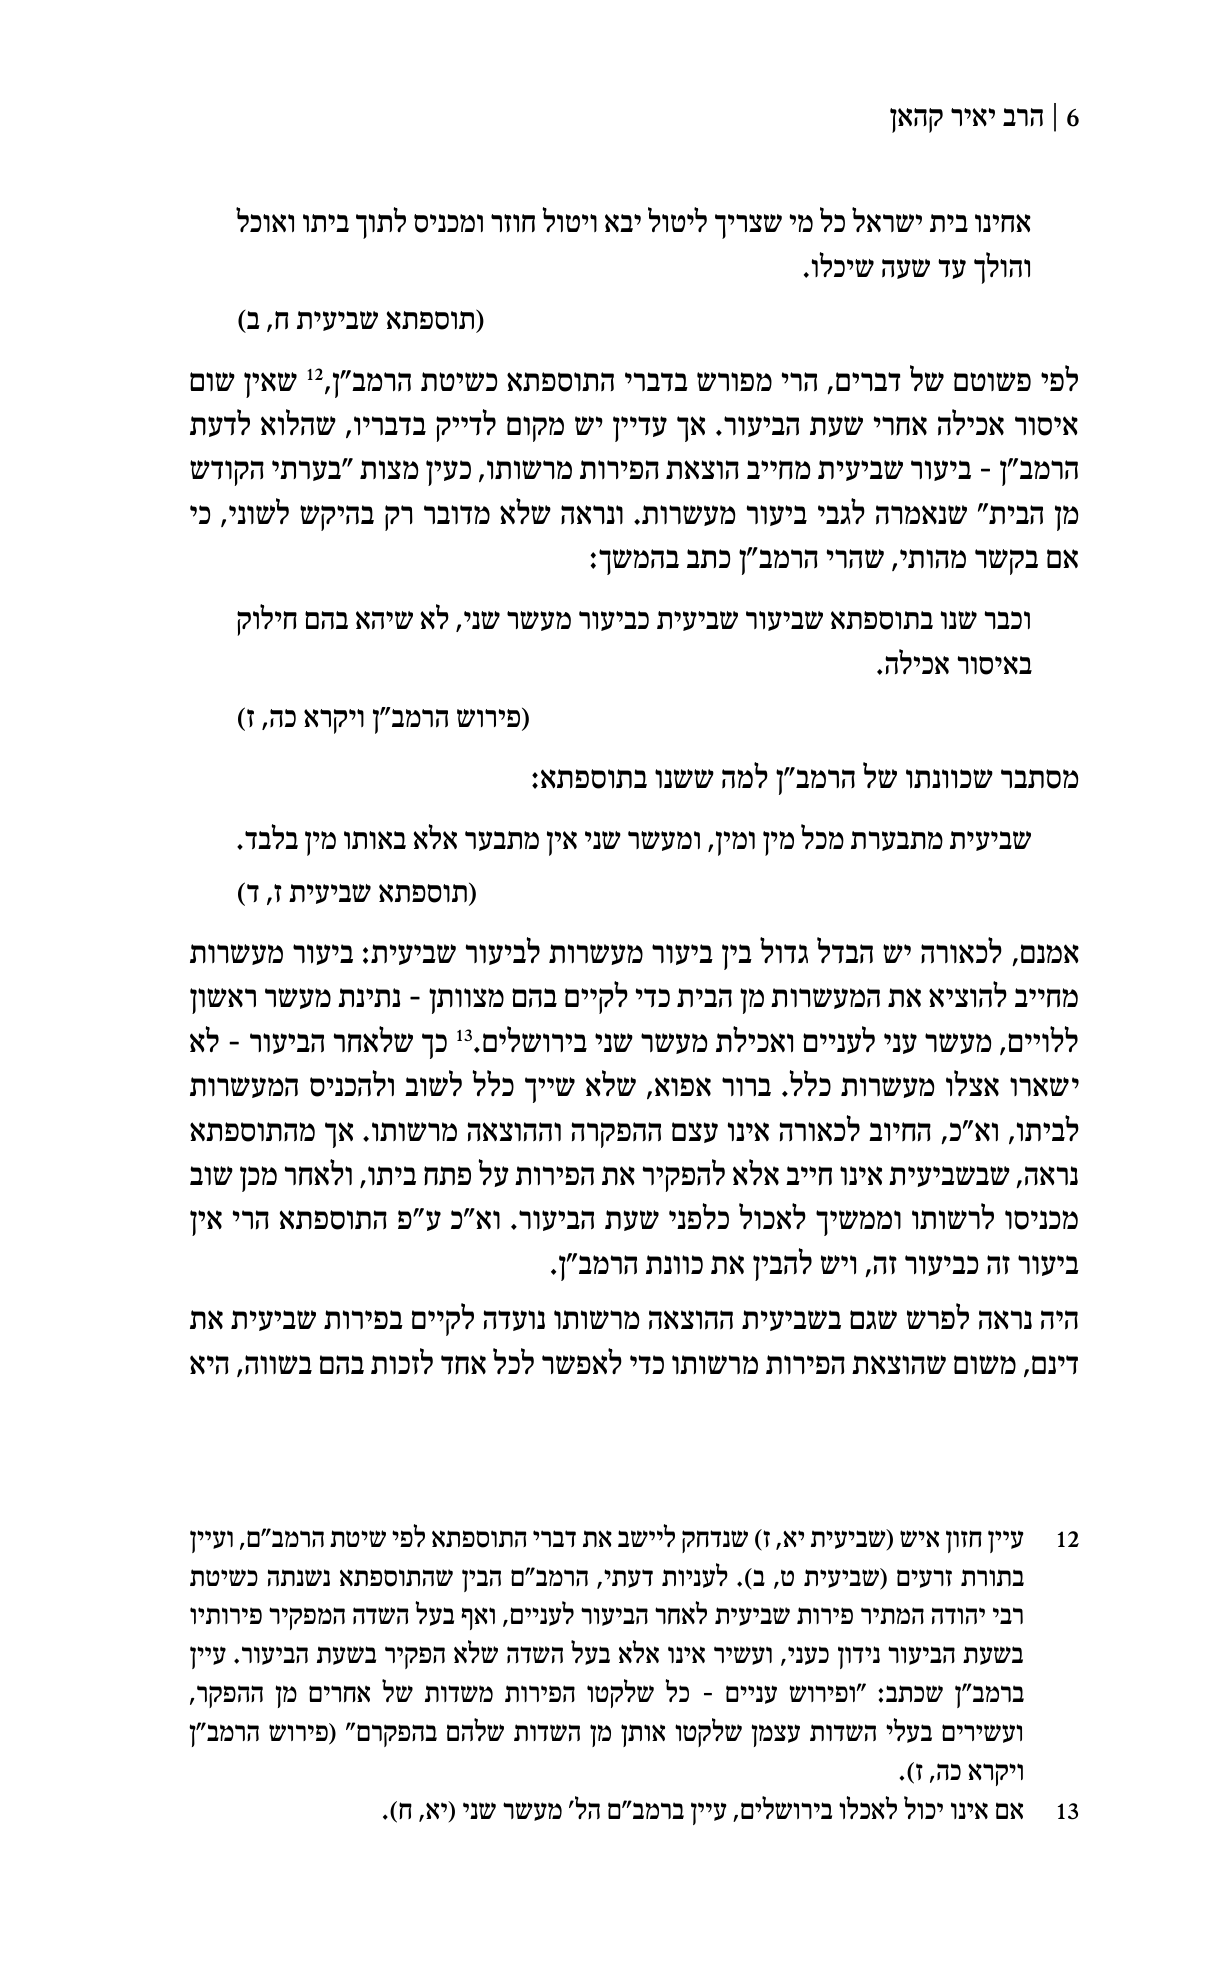 6 | הרב יאיר קהאן
אחינו בית ישראל כל מי שצריך ליטול יבא ויטול חוזר ומכניס לתוך ביתו ואוכל
והולך עד שעה שיכלו.
(תוספתא שביעית ח, ב)
לפי פשוטם של דברים, הרי מפורש בדברי התוספתא כשיטת הרמב"ן,12 שאין שום
איסור אכילה אחרי שעת הביעור. אך עדיין יש מקום לדייק בדבריו, שהלוא לדעת
הרמב"ן - ביעור שביעית מחייב הוצאת הפירות מרשותו, כעין מצות "בערתי הקודש
מן הבית" שנאמרה לגבי ביעור מעשרות. ונראה שלא מדובר רק בהיקש לשוני, כי
אם בקשר מהותי, שהרי הרמב"ן כתב בהמשך:
וכבר שנו בתוספתא שביעור שביעית כביעור מעשר שני, לא שיהא בהם חילוק
באיסור אכילה.
(פירוש הרמב"ן ויקרא כה, ז)
מסתבר שכוונתו של הרמב"ן למה ששנו בתוספתא:
שביעית מתבערת מכל מין ומין, ומעשר שני אין מתבער אלא באותו מין בלבד.
(תוספתא שביעית ז, ד)
אמנם, לכאורה יש הבדל גדול בין ביעור מעשרות לביעור שביעית: ביעור מעשרות
מחייב להוציא את המעשרות מן הבית כדי לקיים בהם מצוותן - נתינת מעשר ראשון
ללויים, מעשר עני לעניים ואכילת מעשר שני בירושלים.13 כך שלאחר הביעור - לא
ישארו אצלו מעשרות כלל. ברור אפוא, שלא שייך כלל לשוב ולהכניס המעשרות
לביתו, וא"כ, החיוב לכאורה אינו עצם ההפקרה וההוצאה מרשותו. אך מהתוספתא
נראה, שבשביעית אינו חייב אלא להפקיר את הפירות על פתח ביתו, ולאחר מכן שוב
מכניסו לרשותו וממשיך לאכול כלפני שעת הביעור. וא"כ ע"פ התוספתא הרי אין
ביעור זה כביעור זה, ויש להבין את כוונת הרמב"ן.
היה נראה לפרש שגם בשביעית ההוצאה מרשותו נועדה לקיים בפירות שביעית את
דינם, משום שהוצאת הפירות מרשותו כדי לאפשר לכל אחד לזכות בהם בשווה, היא
12 עיין חזון איש (שביעית יא, ז) שנדחק ליישב את דברי התוספתא לפי שיטת הרמב"ם, ועיין
בתורת זרעים (שביעית ט, ב). לעניות דעתי, הרמב"ם הבין שהתוספתא נשנתה כשיטת
רבי יהודה המתיר פירות שביעית לאחר הביעור לעניים, ואף בעל השדה המפקיר פירותיו
בשעת הביעור נידון כעני, ועשיר אינו אלא בעל השדה שלא הפקיר בשעת הביעור. עיין
ברמב"ן שכתב: "ופירוש עניים - כל שלקטו הפירות משדות של אחרים מן ההפקר,
ועשירים בעלי השדות עצמן שלקטו אותן מן השדות שלהם בהפקרם" (פירוש הרמב"ן
ויקרא כה, ז).
13 אם אינו יכול לאכלו בירושלים, עיין ברמב"ם הל' מעשר שני (יא, ח).